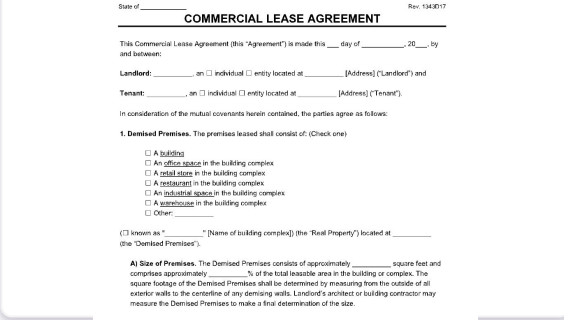 State of ____________
Rev. 1343D17
COMMERCIAL LEASE AGREEMENT
This Commercial Lease Agreement (this “Agreement”) is made this ___ day of ___________, 20___, by
and between:
Landlord: __________, an ☐ individual ☐ entity located at __________ [Address] (“Landlord”) and
Tenant: __________, an ☐ individual ☐ entity located at __________ [Address] (“Tenant”).
In consideration of the mutual covenants herein contained, the parties agree as follows:
1. Demised Premises. The premises leased shall consist of: (Check one)
☐ A building
☐ An office space in the building complex
☐ A retail store in the building complex
☐ A restaurant in the building complex
☐ An industrial space in the building complex
☐ A warehouse in the building complex
☐ Other: __________
(☐ known as “__________” [Name of building complex]) (the “Real Property”) located at __________
(the “Demised Premises”).
A) Size of Premises. The Demised Premises consists of approximately __________ square feet and
comprises approximately __________% of the total leasable area in the building or complex. The
square footage of the Demised Premises shall be determined by measuring from the outside of all
exterior walls to the centerline of any demising walls. Landlord’s architect or building contractor may
measure the Demised Premises to make a final determination of the size.